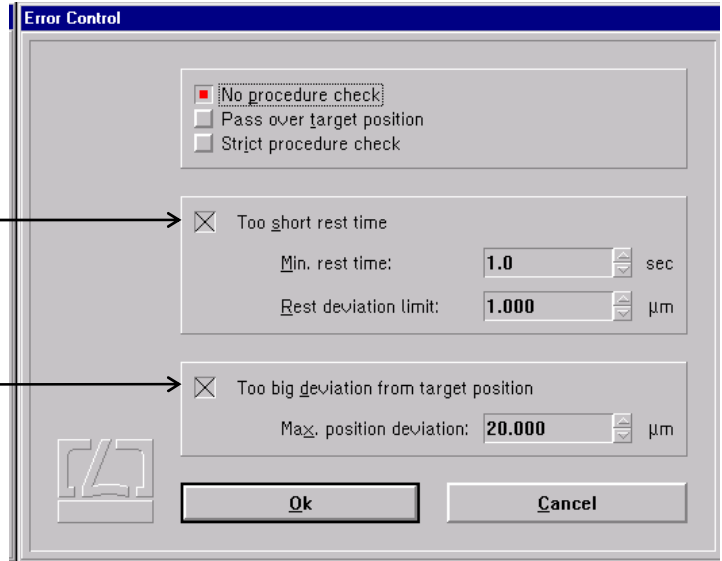 Error Control
No procedure check
Pass over target position
Strict procedure check
Too short rest time
Min. rest time: 1.0 sec
Rest deviation limit: 1.000 µm
Too big deviation from target position
Max. position deviation: 20.000 µm
Ok Cancel